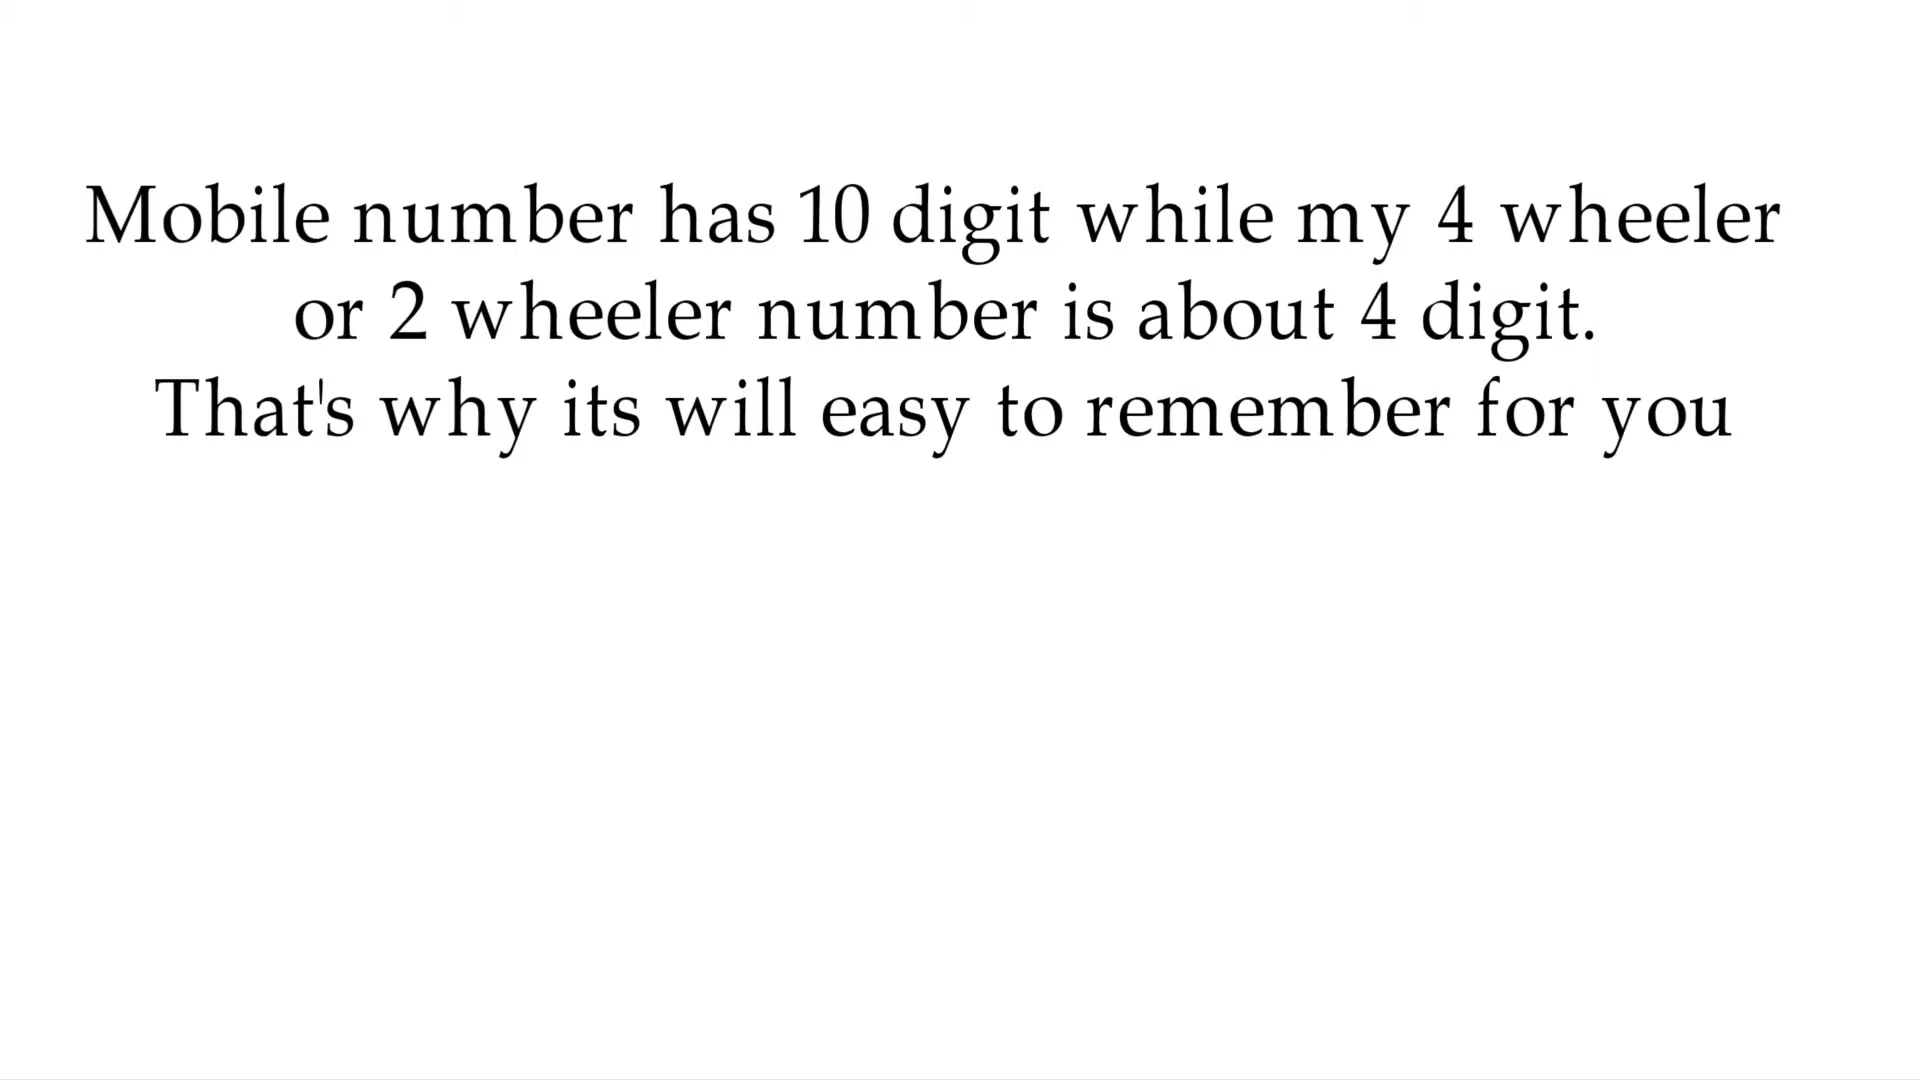 Mobile number has 10 digit while my 4 wheeler
or 2 wheeler number is about 4 digit.
That's why its will easy to remember for you